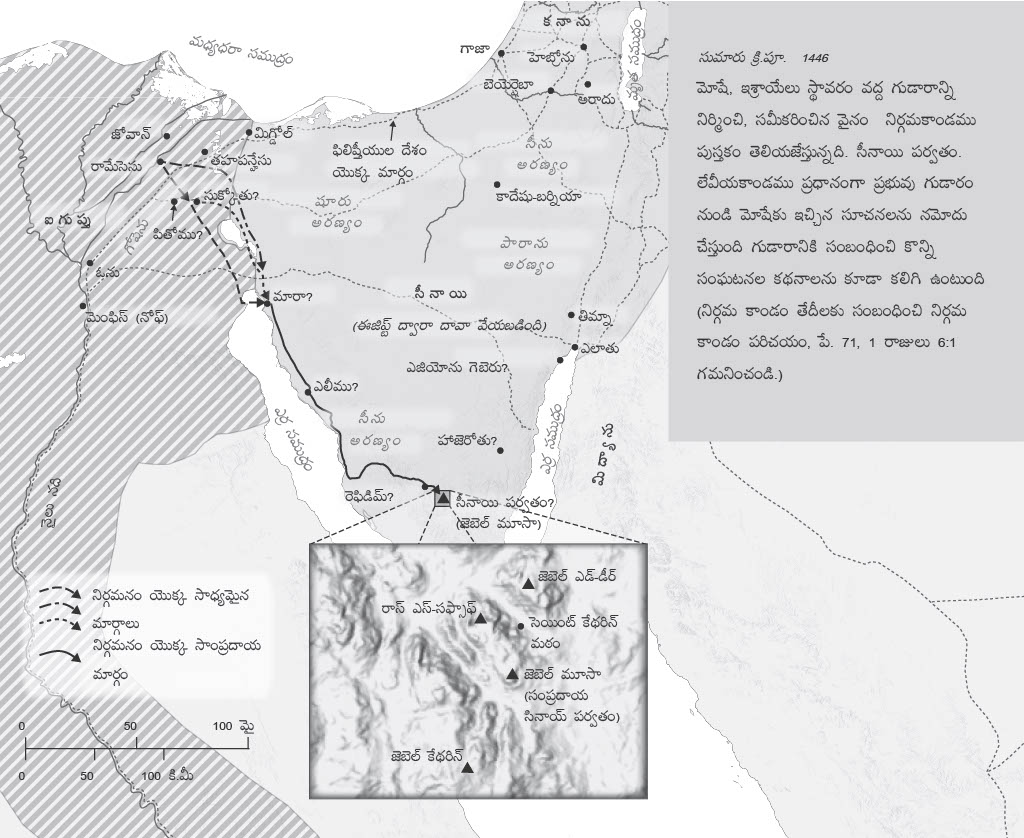 సుమారు క్రీ.పూ. 1446
మోషే, ఇశ్రాయేలు స్థావరం వద్ద గుడారాన్ని
నిర్మించి, సమీకరించిన వైనం నిర్గమకాండము
పుస్తకం తెలియజేస్తున్నది. సీనాయి పర్వతం.
లేవీయకాండము ప్రధానంగా ప్రభువు గుడారం
నుండి మోషేకు ఇచ్చిన సూచనలను నమోదు
చేస్తుంది గుడారానికి సంబంధించి కొన్ని
సంఘటనల కథనాలను కూడా కలిగి ఉంటుంది
(నిర్గమ కాండం తేదీలకు సంబంధించి నిర్గమ
కాండం పరిచయం, పే. 71, 1 రాజులు 6:1
గమనించండి.)
మధ్యధరా సముద్రం
కనాను
గాజా
హెబ్రోను
మృత సముద్రం
బెయెర్షెబా
అరాదు
జోవాన్
మిగ్డోల్
తహపన్హేసు
రామేసెసు
ఫిలిష్తీయుల దేశం
యొక్క మార్గం
సీను
అరణ్యం
కాదేషు-బర్నియా
సుక్కోతు?
షూరు
అరణ్యం
ఐగుప్తు
పితోము?
పారాను
అరణ్యం
ఓను
మారా?
సీనాయి
మెంఫిస్ (నోఫ్)
(ఈజిప్ట్ ద్వారా దావా వేయబడింది)
తిమ్నా
ఎలాతు
ఎజియోను గెబెరు?
ఎలీము?
సీను
అరణ్యం
ఎర్ర సముద్రం
హాజెరోతు?
ఎర్ర సముద్రం
రెఫిడిమ్?
సీనాయి పర్వతం?
(జెబెల్ మూసా)
జెబెల్ ఎడ్-డీర్
రాస్ ఎస్-సఫ్సాఫ్
సెయింట్ కేథరిన్
మఠం
జెబెల్ మూసా
(సంప్రదాయ
సినాయ్ పర్వతం)
జెబెల్ కేథరిన్
నిర్గమనం యొక్క సాధ్యమైన
మార్గాలు
నిర్గమనం యొక్క సాంప్రదాయ
మార్గం
0 50 100 మై
0 50 100 కి.మీ